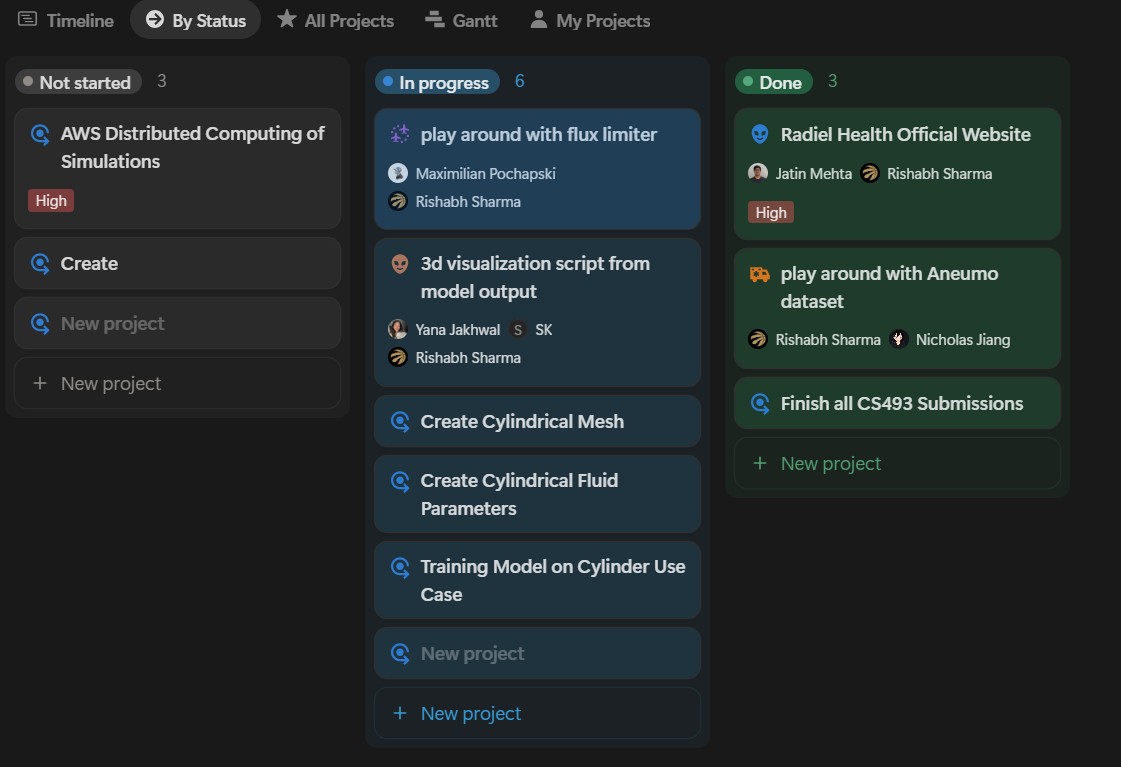 Timeline
By Status
All Projects
Gantt
My Projects
Not started 3
AWS Distributed Computing of
Simulations
High
Create
New project
+ New project
In progress 6
play around with flux limiter
Maximilian Pochapski
Rishabh Sharma
3d visualization script from
model output
Yana Jakhwal S SK
Rishabh Sharma
Create Cylindrical Mesh
Create Cylindrical Fluid
Parameters
Training Model on Cylinder Use
Case
New project
+ New project
Done 3
Radiel Health Official Website
Jatin Mehta Rishabh Sharma
High
play around with Aneumo
dataset
Rishabh Sharma Nicholas Jiang
Finish all CS493 Submissions
+ New project